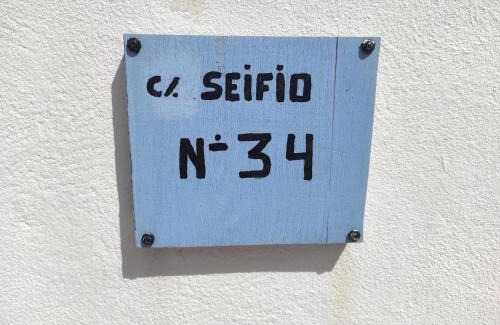 C/. SEIFIO
Nº 34